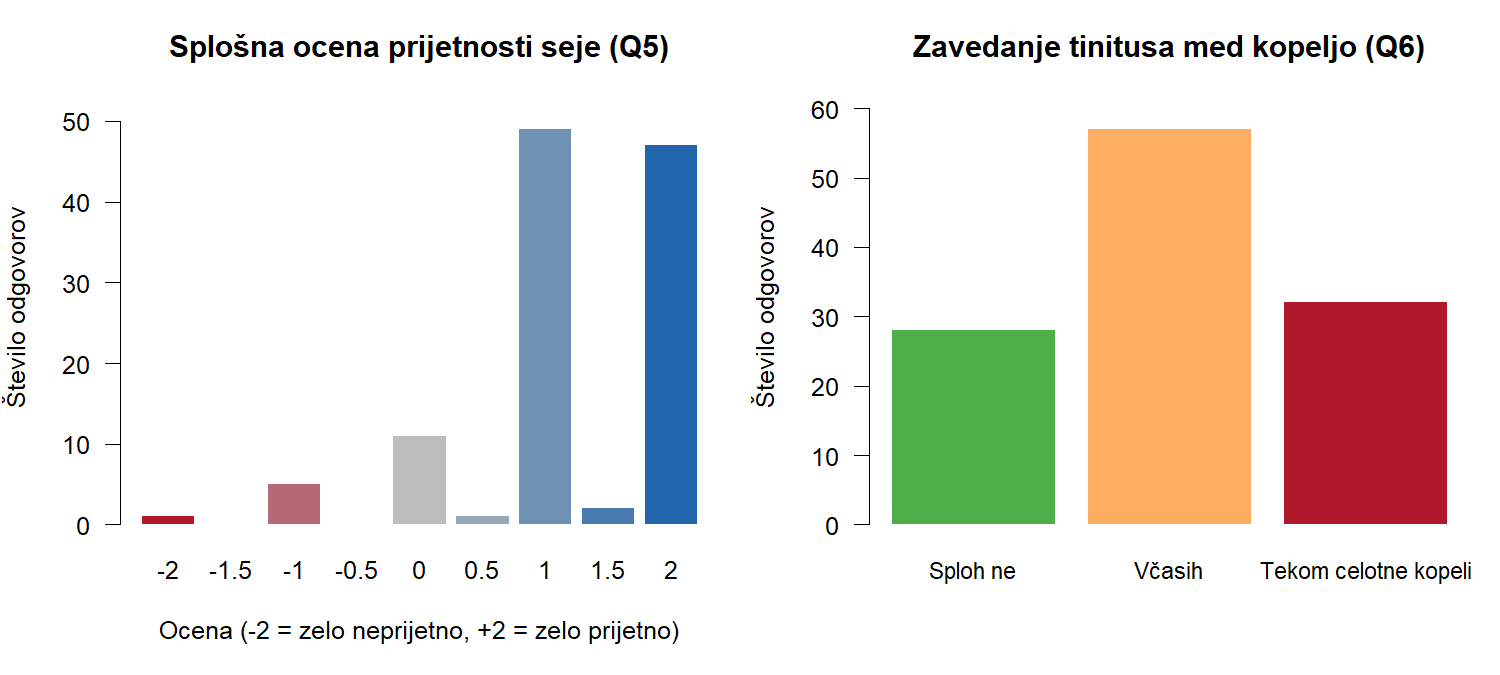 Splošna ocena prijetnosti seje (Q5)
Število odgovorov
50
40
30
20
10
0
-2 -1.5 -1 -0.5 0 0.5 1 1.5 2
Ocena (-2 = zelo neprijetno, +2 = zelo prijetno)
Zavedanje tinitusa med kopeljo (Q6)
Število odgovorov
60
50
40
30
20
10
0
Sploh ne Včasih Tekom celotne kopeli